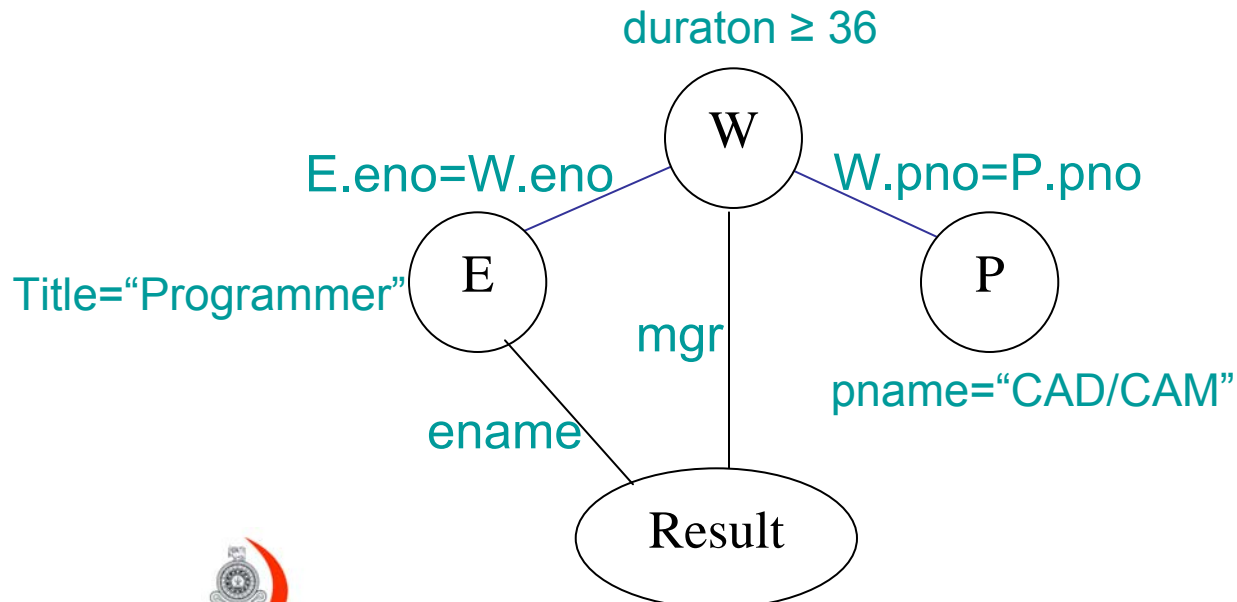 duraton ≥ 36
W
E.eno=W.eno
W.pno=P.pno
E
P
Title=“Programmer”
mgr
pname=“CAD/CAM”
ename
Result